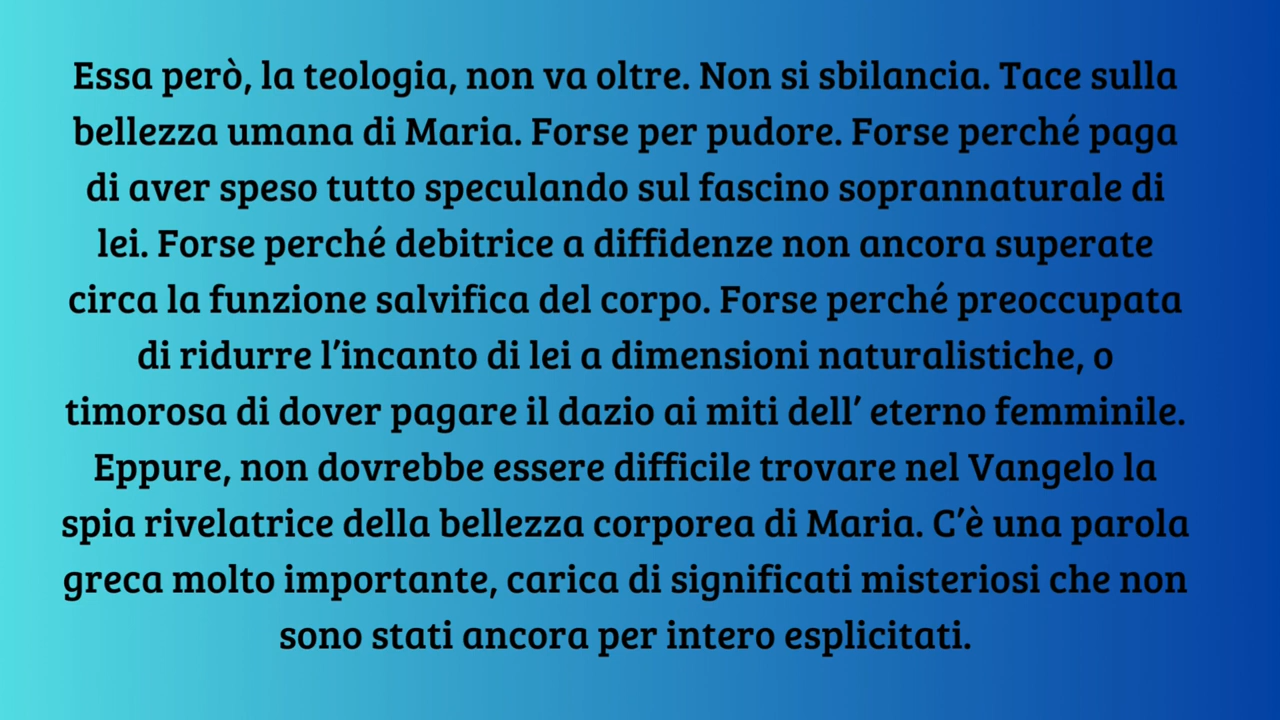 Essa però, la teologia, non va oltre. Non si sbilancia. Tace sulla
bellezza umana di Maria. Forse per pudore. Forse perché paga
di aver speso tutto speculando sul fascino soprannaturale di
lei. Forse perché debitrice a diffidenze non ancora superate
circa la funzione salvifica del corpo. Forse perché preoccupata
di ridurre l’incanto di lei a dimensioni naturalistiche, o
timorosa di dover pagare il dazio ai miti dell’ eterno femminile.
Eppure, non dovrebbe essere difficile trovare nel Vangelo la
spia rivelatrice della bellezza corporea di Maria. C’è una parola
greca molto importante, carica di significati misteriosi che non
sono stati ancora per intero esplicitati.